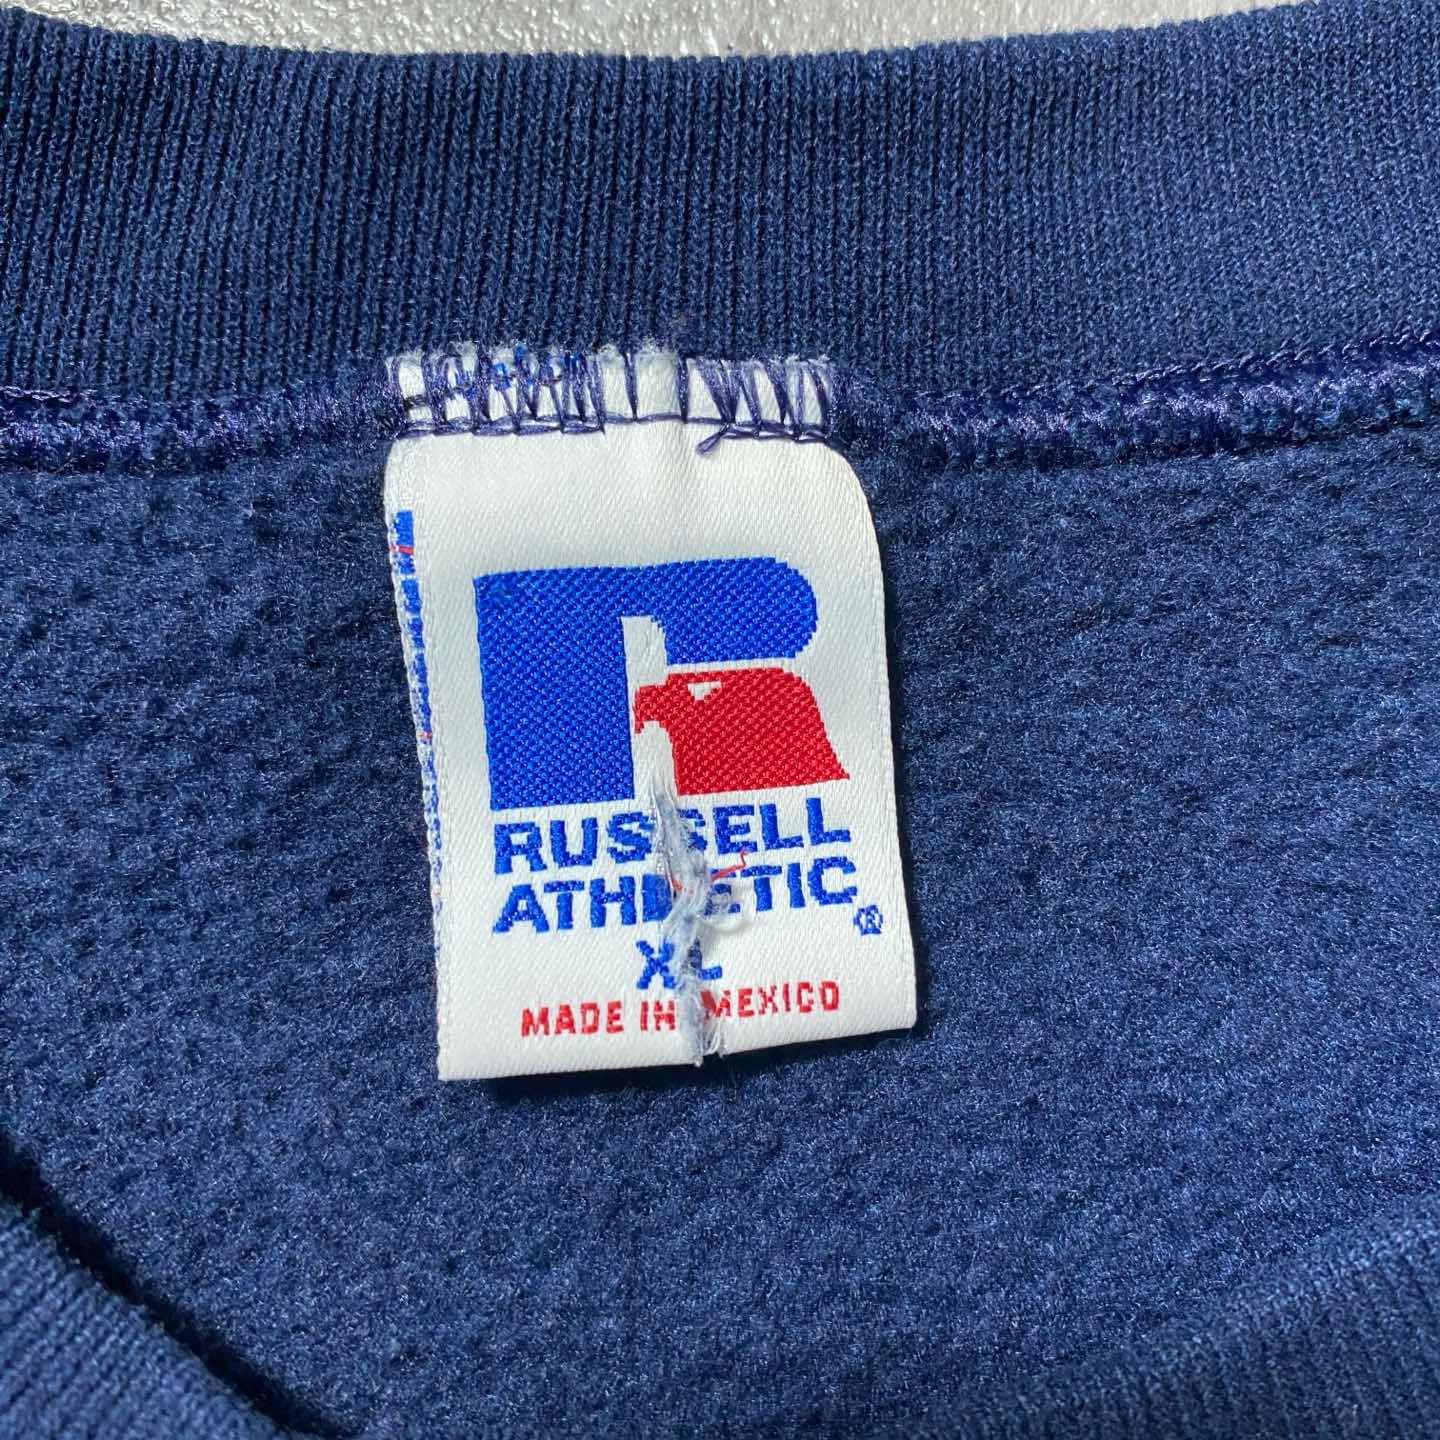 R
RUSSELL
ATHLETIC ®
XL
MADE IN MEXICO